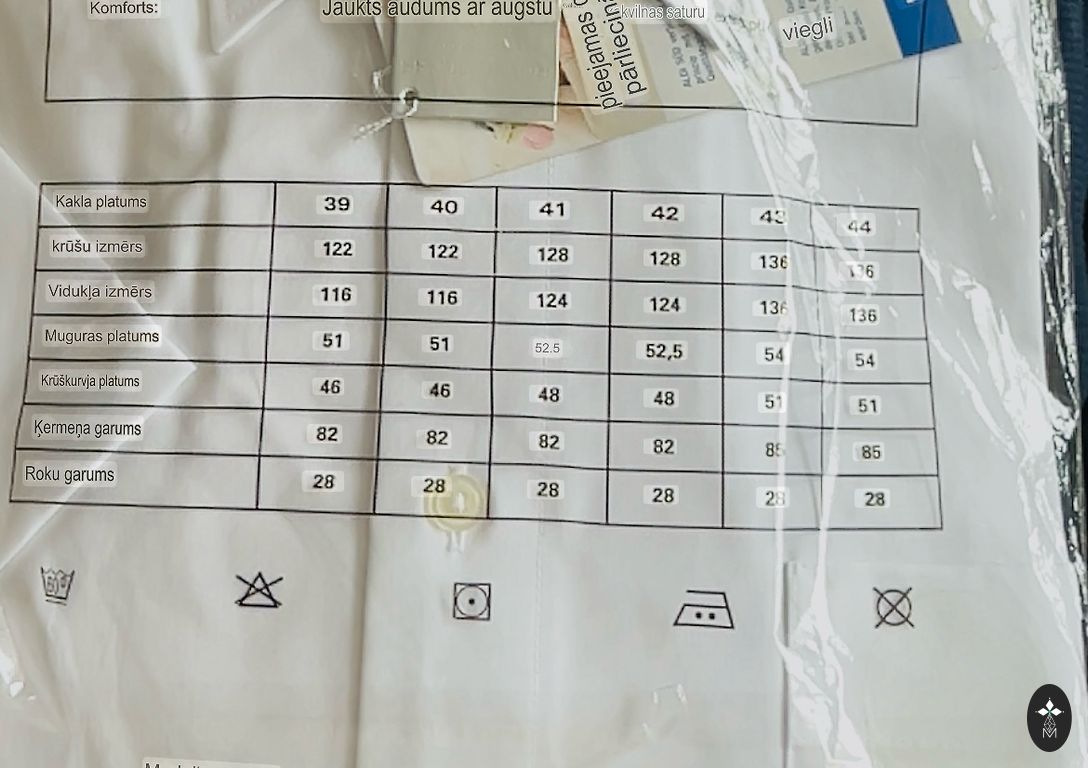 Komforts:
Jaukts audums ar augstu
kvilnas saturu
piejamas
pārliecinā
viegli
Kakla platums 39 40 41 42 43 44
krūšu izmērs 122 122 128 128 136 136
Vidukļa izmērs 116 116 124 124 136 136
Muguras platums 51 51 52.5 52,5 54 54
Krūškurvja platums 46 46 48 48 51 51
Ķermeņa garums 82 82 82 82 85 85
Roku garums 28 28 28 28 28 28
60°
M